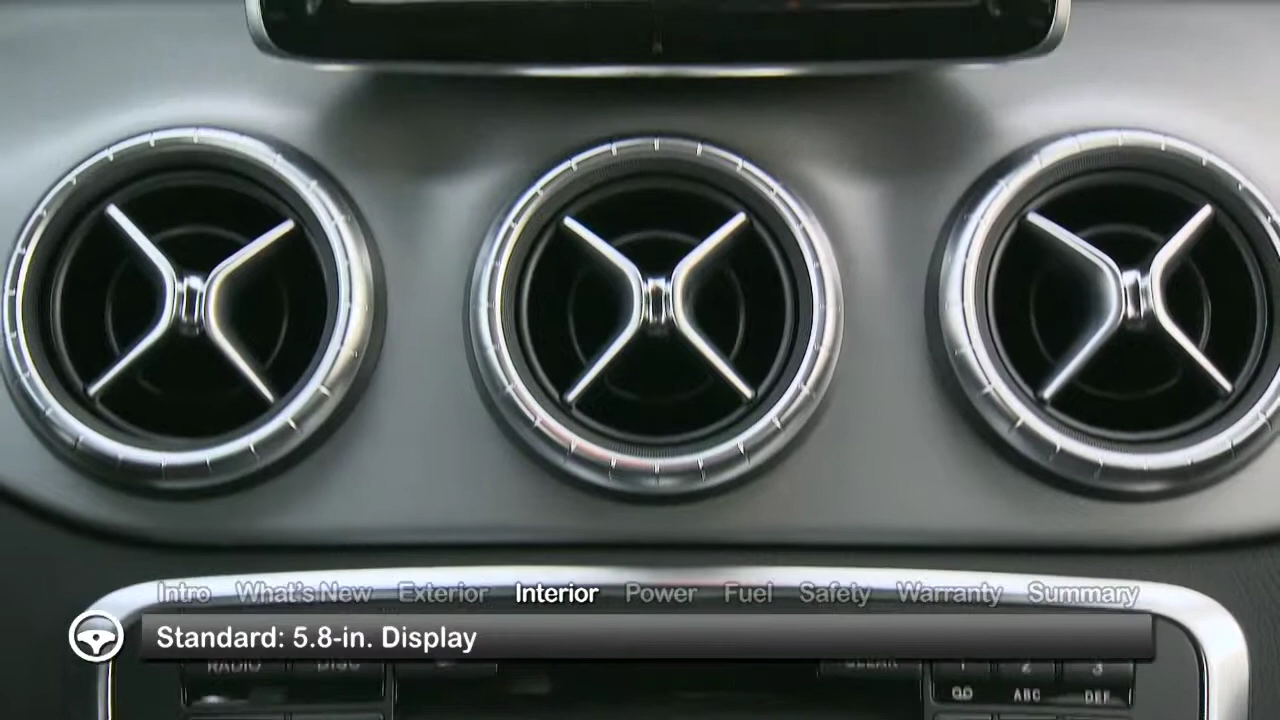 Intro What's New Exterior Interior Power Fuel Safety Warranty Summary
Standard: 5.8-in. Display
RADIO DISC CLEAR 1 2 3
ABC DEF